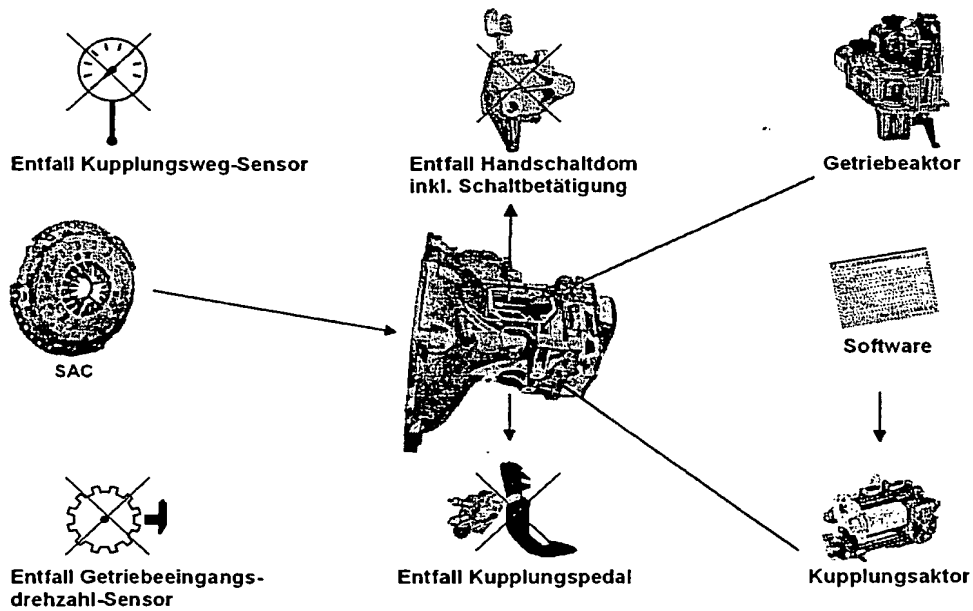 Entfall Kupplungsweg-Sensor
Entfall Handschaltdom
inkl. Schaltbetätigung
Getriebeaktor
SAC
Software
Entfall Getriebeeingangs-
drehzahl-Sensor
Entfall Kupplungspedal
Kupplungsaktor